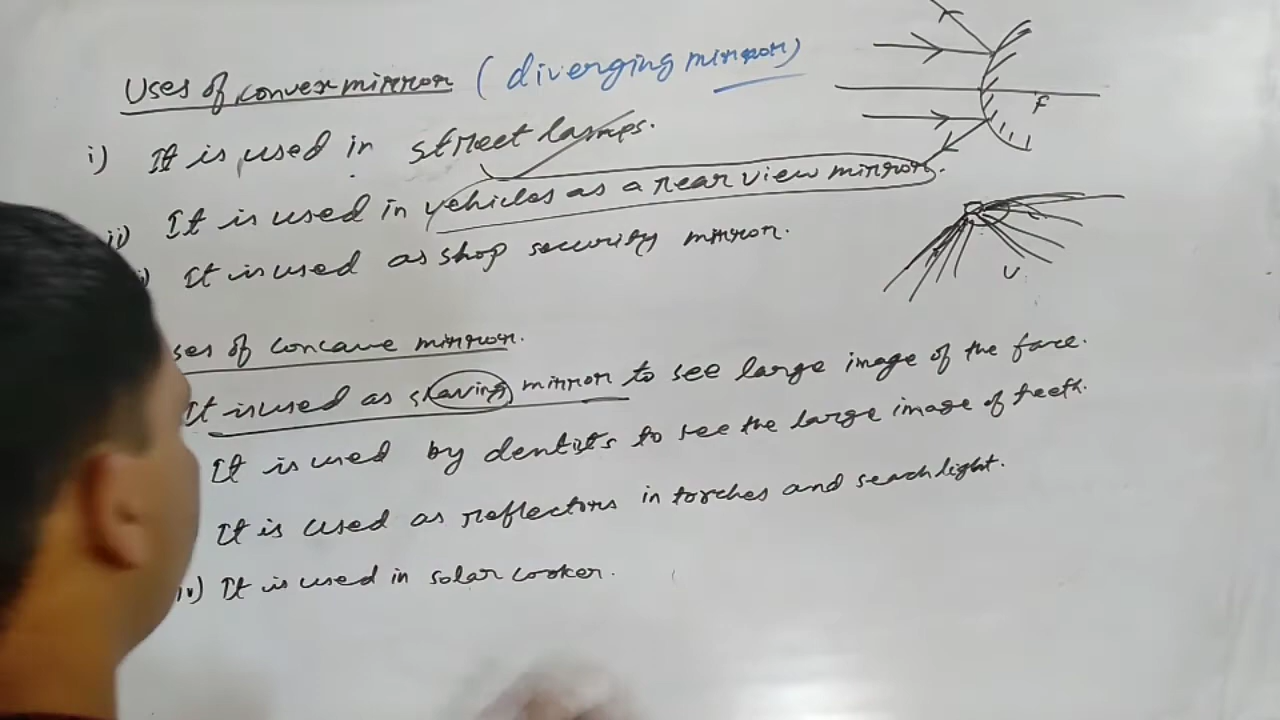 Uses of convex mirror (diverging mirror)
i) It is used in street lamps.
ii) It is used in vehicles as a rear view mirror.
i) It is used as shop security mirror.
ses of concave mirror.
It is used as shaving mirror to see large image of the face.
It is used by dentists to see the large image of teeth.
It is used as reflectors in torches and seachlight.
iv) It is used in solar cooker.
F
U